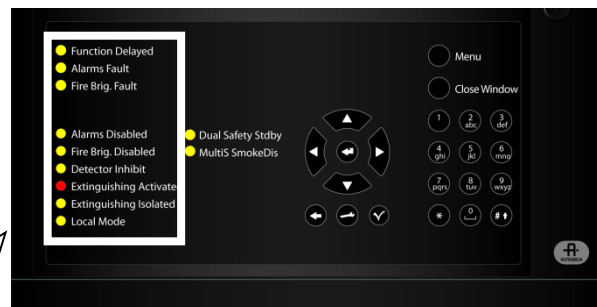 Function Delayed
Alarms Fault
Fire Brig. Fault
Alarms Disabled
Fire Brig. Disabled
Detector Inhibit
Extinguishing Activate
Extinguishing Isolated
Local Mode
Dual Safety Stdby
MultiS SmokeDis
Menu
Close Window
1 2 abc 3 def
4 ghi 5 jkl 6 mno
7 pqrs 8 tuv 9 wxyz
* 0 #